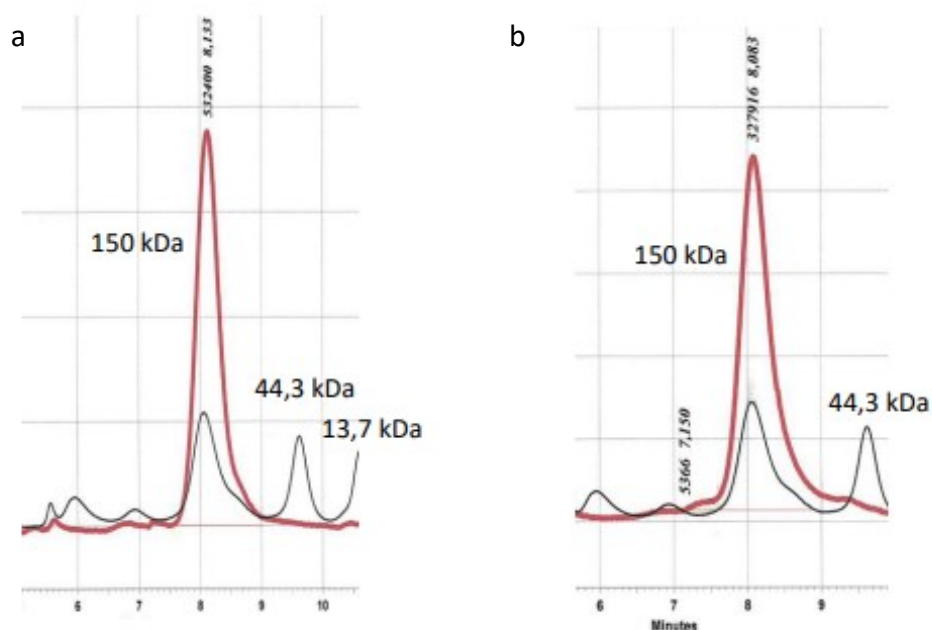 a
532400 8,133
150 kDa
44,3 kDa
13,7 kDa
6 7 8 9 10
b
327916 8,083
150 kDa
44,3 kDa
5366 7,150
6 7 8 9
Minutes